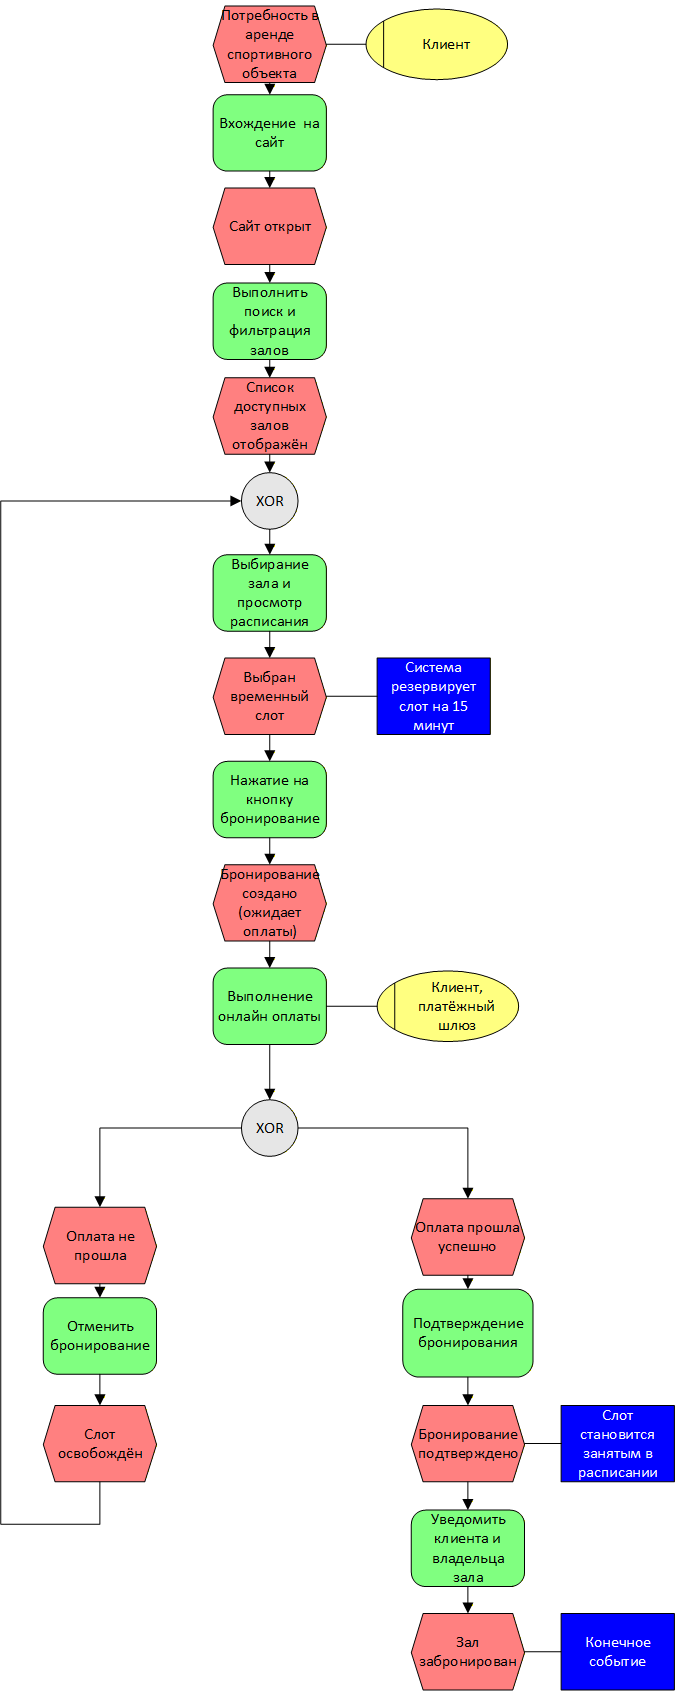 Потребность в
аренде
спортивного
объекта
Клиент
Вхождение на
сайт
Сайт открыт
Выполнить
поиск и
фильтрация
залов
Список
доступных
залов
отображён
XOR
Выбирание
зала и
просмотр
расписания
Выбран
временный
слот
Система
резервирует
слот на 15
минут
Нажатие на
кнопку
бронирование
Бронирование
создано
(ожидает
оплаты)
Выполнение
онлайн оплаты
Клиент,
платёжный
шлюз
XOR
Оплата не
прошла
Оплата прошла
успешно
Отменить
бронирование
Подтверждение
бронирования
Слот
освобождён
Бронирование
подтверждено
Слот
становится
занятым в
расписании
Уведомить
клиента и
владельца
зала
Зал
забронирован
Конечное
событие